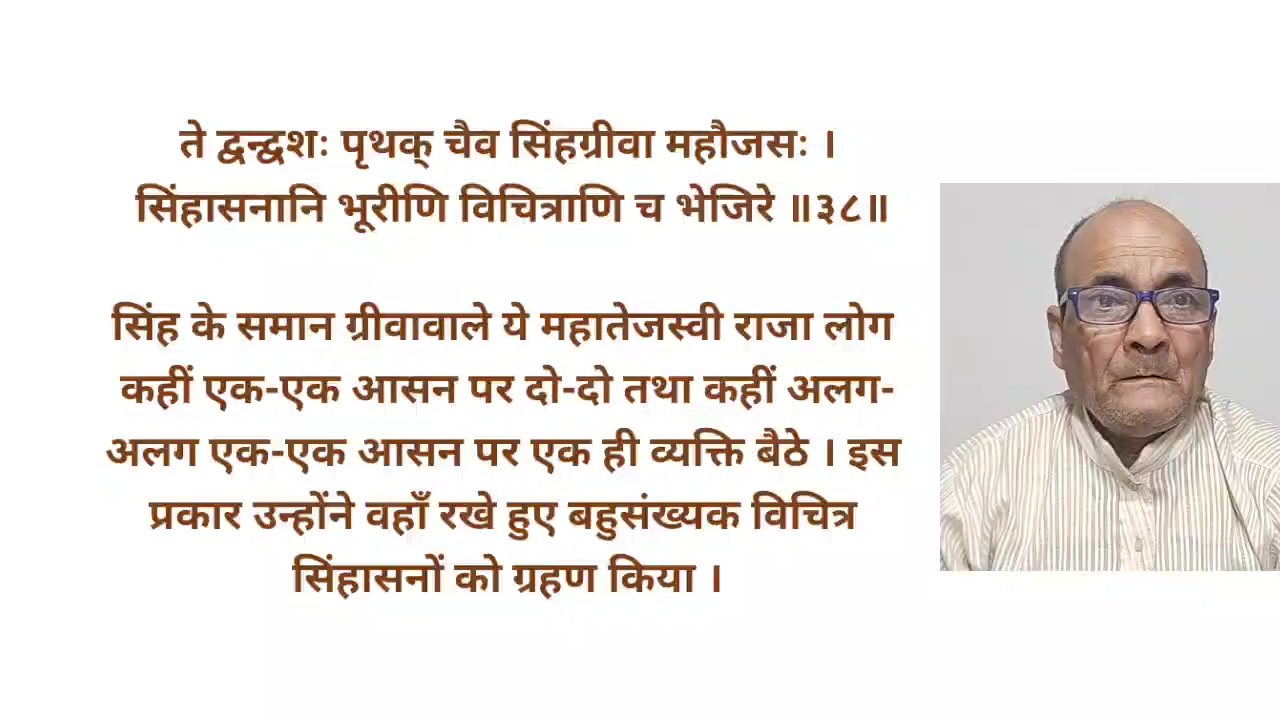 ते द्वन्द्वशः पृथक् चैव सिंहग्रीवा महौजसः ।
सिंहासनानि भूरीणि विचित्राणि च भेजिरे ॥३८॥
सिंह के समान ग्रीवावाले ये महातेजस्वी राजा लोग
कहीं एक-एक आसन पर दो-दो तथा कहीं अलग-
अलग एक-एक आसन पर एक ही व्यक्ति बैठे । इस
प्रकार उन्होंने वहाँ रखे हुए बहुसंख्यक विचित्र
सिंहासनों को ग्रहण किया ।